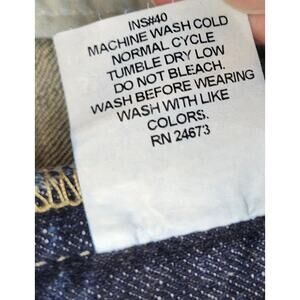 INS#40
MACHINE WASH COLD
NORMAL CYCLE
TUMBLE DRY LOW
DO NOT BLEACH.
WASH BEFORE WEARING
WASH WITH LIKE
COLORS.
RN 24673